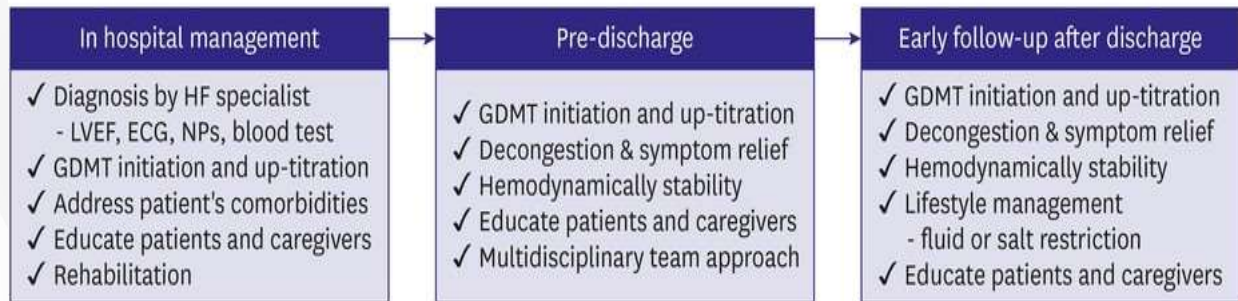 In hospital management
✓ Diagnosis by HF specialist
- LVEF, ECG, NPs, blood test
✓ GDMT initiation and up-titration
✓ Address patient's comorbidities
✓ Educate patients and caregivers
✓ Rehabilitation
Pre-discharge
✓ GDMT initiation and up-titration
✓ Decongestion & symptom relief
✓ Hemodynamically stability
✓ Educate patients and caregivers
✓ Multidisciplinary team approach
Early follow-up after discharge
✓ GDMT initiation and up-titration
✓ Decongestion & symptom relief
✓ Hemodynamically stability
✓ Lifestyle management
- fluid or salt restriction
✓ Educate patients and caregivers